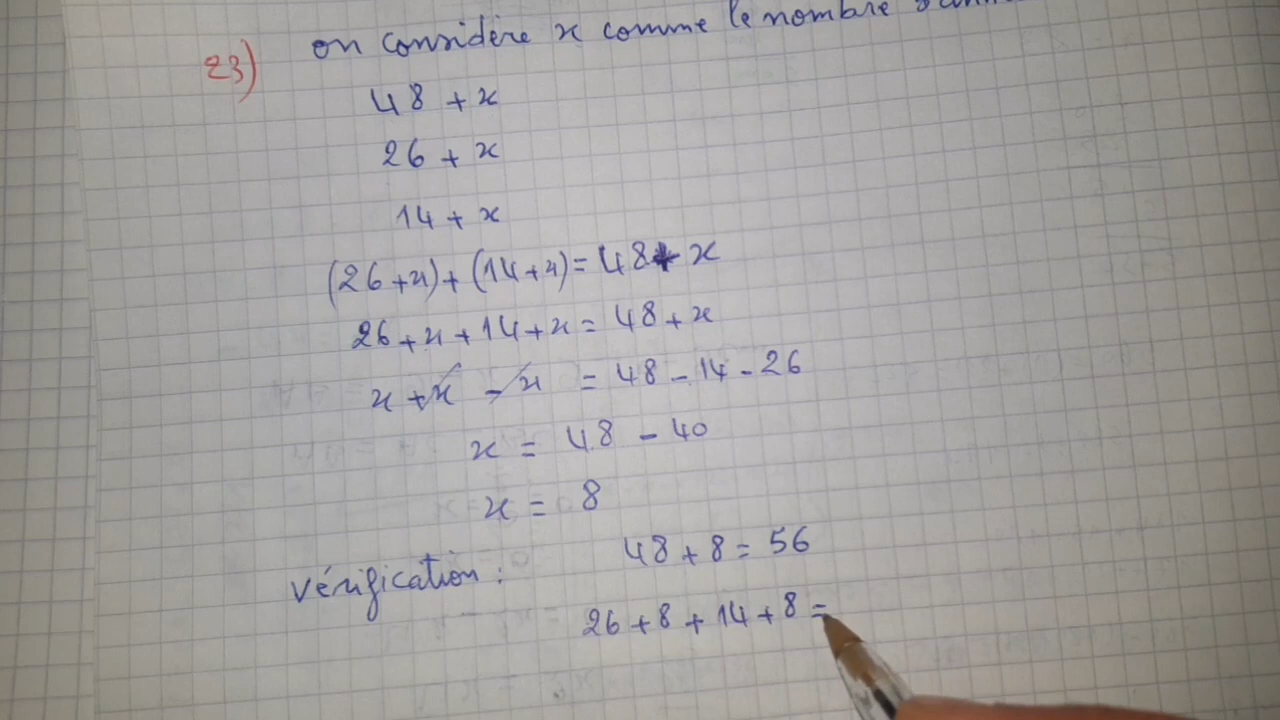 23) on considère x comme le nombre
48 + x
26 + x
14 + x
(26+x)+(14+x)=48+x
26+x+14+x=48+x
x+x-x = 48-14-26
x = 48 - 40
x = 8
Vérification : 48+8=56
26+8+14+8=